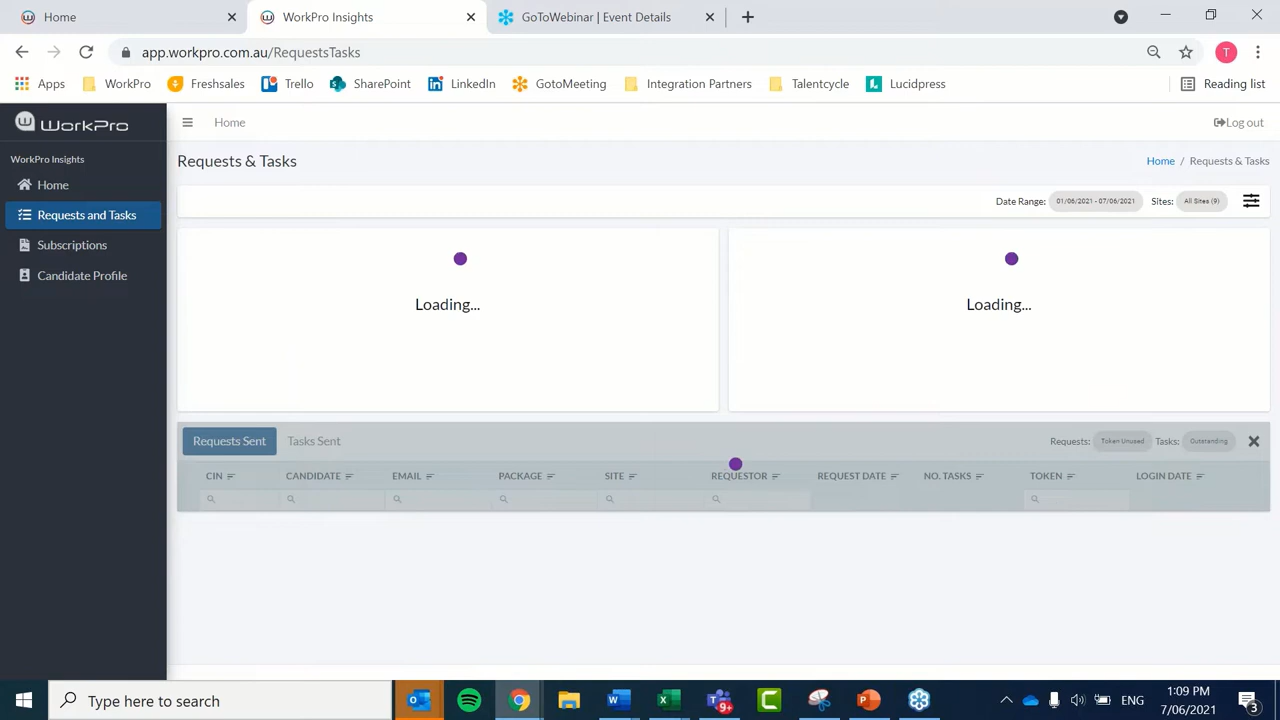 Home
WorkPro Insights
GoToWebinar | Event Details
app.workpro.com.au/RequestsTasks
T
Apps
WorkPro
Freshsales
Trello
SharePoint
LinkedIn
GotoMeeting
Integration Partners
Talentcycle
Lucidpress
Reading list
WorkPro
Home
Log out
WorkPro Insights
Home
Requests and Tasks
Subscriptions
Candidate Profile
Requests & Tasks
Home / Requests & Tasks
Date Range: 01/06/2021 - 07/06/2021 Sites: All Sites (9)
Loading...
Loading...
Requests Sent
Tasks Sent
Requests: Token Unused Tasks: Outstanding
CIN CANDIDATE EMAIL PACKAGE SITE REQUESTOR REQUEST DATE NO. TASKS TOKEN LOGIN DATE
Type here to search
9+
ENG
1:09 PM
7/06/2021
3